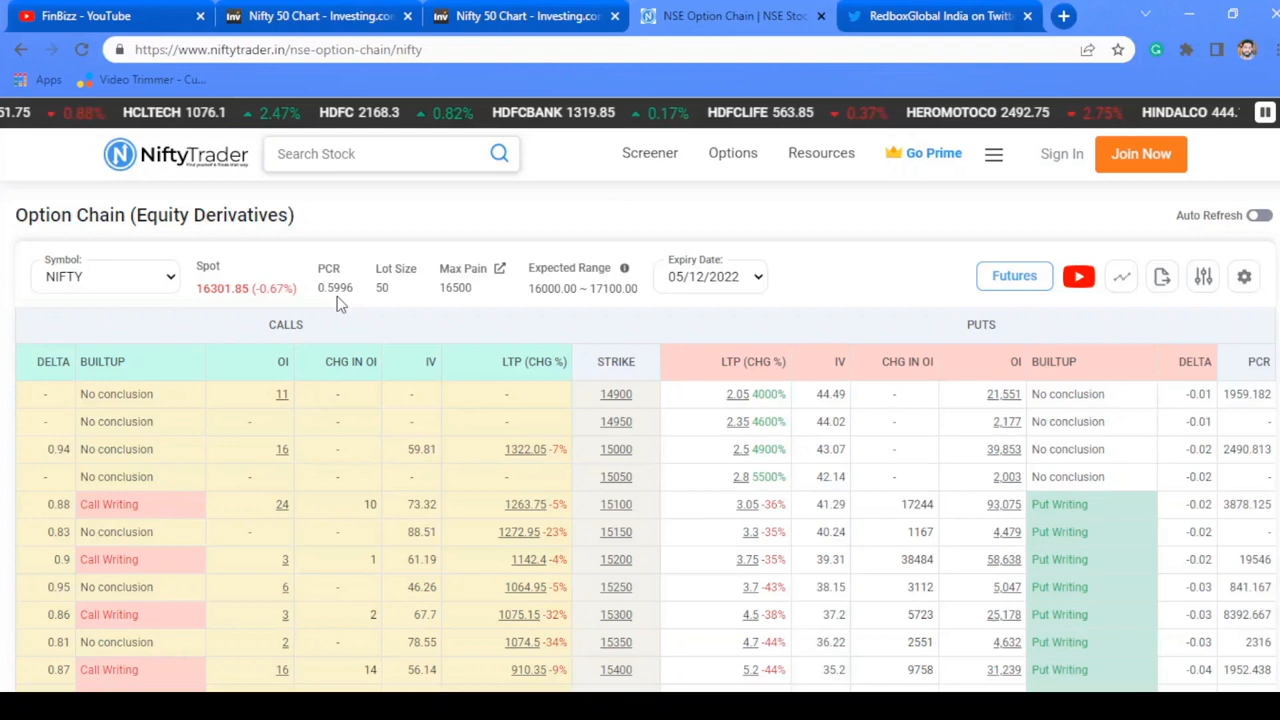 FinBizz - YouTube
Nifty 50 Chart - Investing.com
Nifty 50 Chart - Investing.com
NSE Option Chain | NSE Sto
RedboxGlobal India on Twitt
https://www.niftytrader.in/nse-option-chain/nifty
Apps Video Trimmer - Cu...
51.75 0.88% HCLTECH 1076.1 2.47% HDFC 2168.3 0.82% HDFCBANK 1319.85 0.17% HDFCLIFE 563.85 0.37% HEROMOTOCO 2492.75 2.75% HINDALCO 444.
NiftyTrader Search Stock Screener Options Resources Go Prime Sign In Join Now
Option Chain (Equity Derivatives) Auto Refresh
Symbol: NIFTY
Spot 16301.85 (-0.67%)
PCR 0.5996
Lot Size 50
Max Pain 16500
Expected Range 16000.00 ~ 17100.00
Expiry Date: 05/12/2022
Futures
CALLS PUTS
DELTA BUILTUP OI CHG IN OI IV LTP (CHG %) STRIKE LTP (CHG %) IV CHG IN OI OI BUILTUP DELTA PCR
- No conclusion 11 - - - 14900 2.05 4000% 44.49 - 21,551 No conclusion -0.01 1959.182
- No conclusion - - - - 14950 2.35 4600% 44.02 - 2,177 No conclusion -0.01 -
0.94 No conclusion 16 - 59.81 1322.05 -7% 15000 2.5 4900% 43.07 - 39,853 No conclusion -0.02 2490.813
- No conclusion - - - - 15050 2.8 5500% 42.14 - 2,003 No conclusion -0.02 -
0.88 Call Writing 24 10 73.32 1263.75 -5% 15100 3.05 -36% 41.29 17244 93,075 Put Writing -0.02 3878.125
0.83 No conclusion - - 88.51 1272.95 -23% 15150 3.3 -35% 40.24 1167 4,479 Put Writing -0.02 -
0.9 Call Writing 3 1 61.19 1142.4 -4% 15200 3.75 -35% 39.31 38484 58,638 Put Writing -0.02 19546
0.95 No conclusion 6 - 46.26 1064.95 -5% 15250 3.7 -43% 38.15 3112 5,047 Put Writing -0.03 841.167
0.86 Call Writing 3 2 67.7 1075.15 -32% 15300 4.5 -38% 37.2 5723 25,178 Put Writing -0.03 8392.667
0.81 No conclusion 2 - 78.55 1074.5 -34% 15350 4.7 -44% 36.22 2551 4,632 Put Writing -0.03 2316
0.87 Call Writing 16 14 56.14 910.35 -9% 15400 5.2 -44% 35.2 9758 31,239 Put Writing -0.04 1952.438